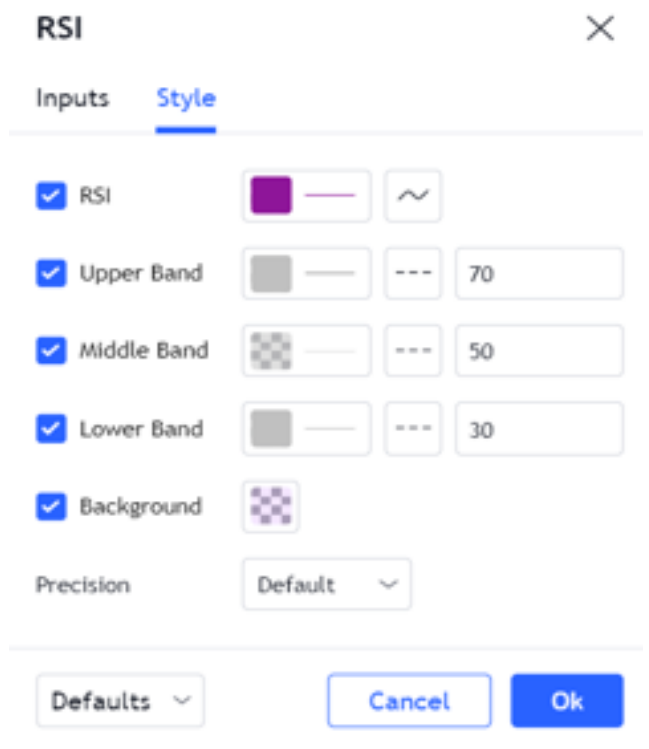 RSI
Inputs Style
RSI
Upper Band 70
Middle Band 50
Lower Band 30
Background
Precision Default
Defaults Cancel Ok